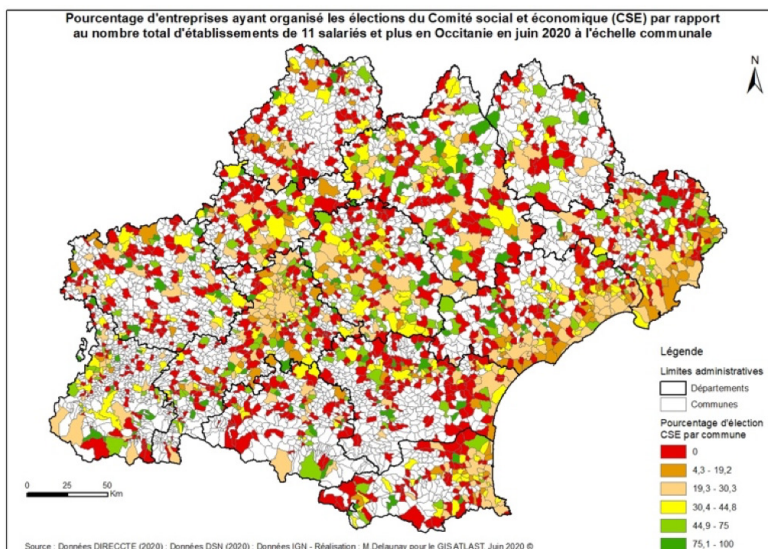 Pourcentage d'entreprises ayant organisé les élections du Comité social et économique (CSE) par rapport
au nombre total d'établissements de 11 salariés et plus en Occitanie en juin 2020 à l'échelle communale
N
Légende
Limites administratives
Départements
Communes
Pourcentage d'élection
CSE par commune
0
4,3 - 19,2
19,3 - 30,3
30,4 - 44,8
44,9 - 75
75,1 - 100
0 25 50
Km
Source : Données DIRECCTE (2020) ; Données DSN (2020) ; Données IGN - Réalisation : M.Delaunay pour le GIS ATLAST, Juin 2020 ©